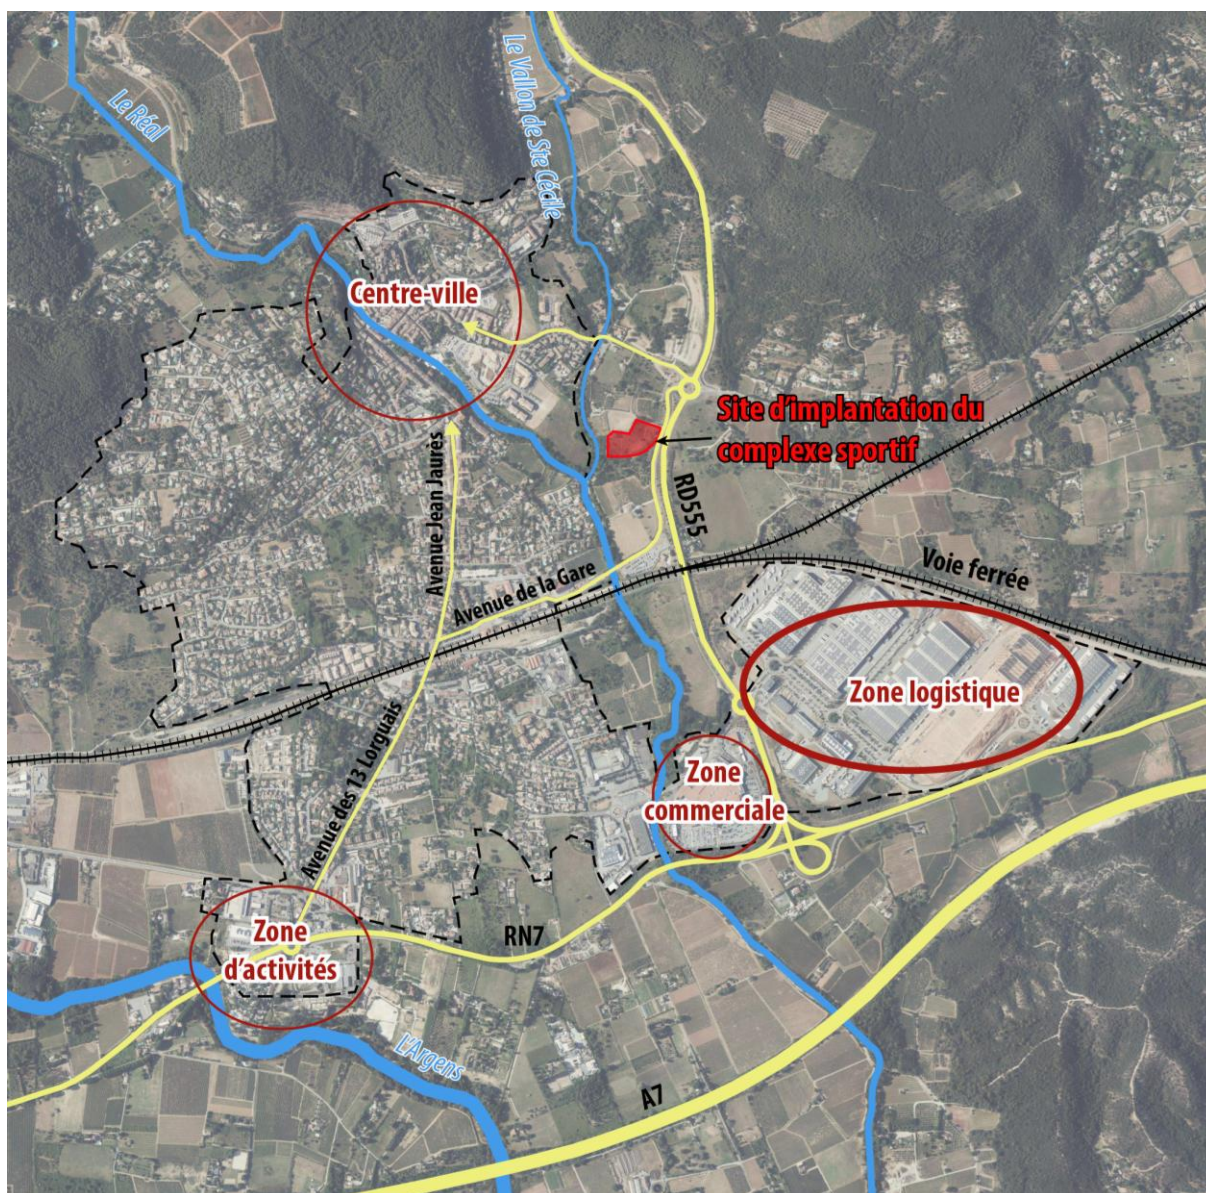 Le Réal
Le Vallon de Ste Cécile
Centre-ville
Site d'implantation du
complexe sportif
Avenue Jean Jaurès
RD555
Avenue de la Gare
Voie ferrée
Zone logistique
Avenue des 13 Lorguais
Zone
commerciale
Zone
d'activités
RN7
L'Argens
A7